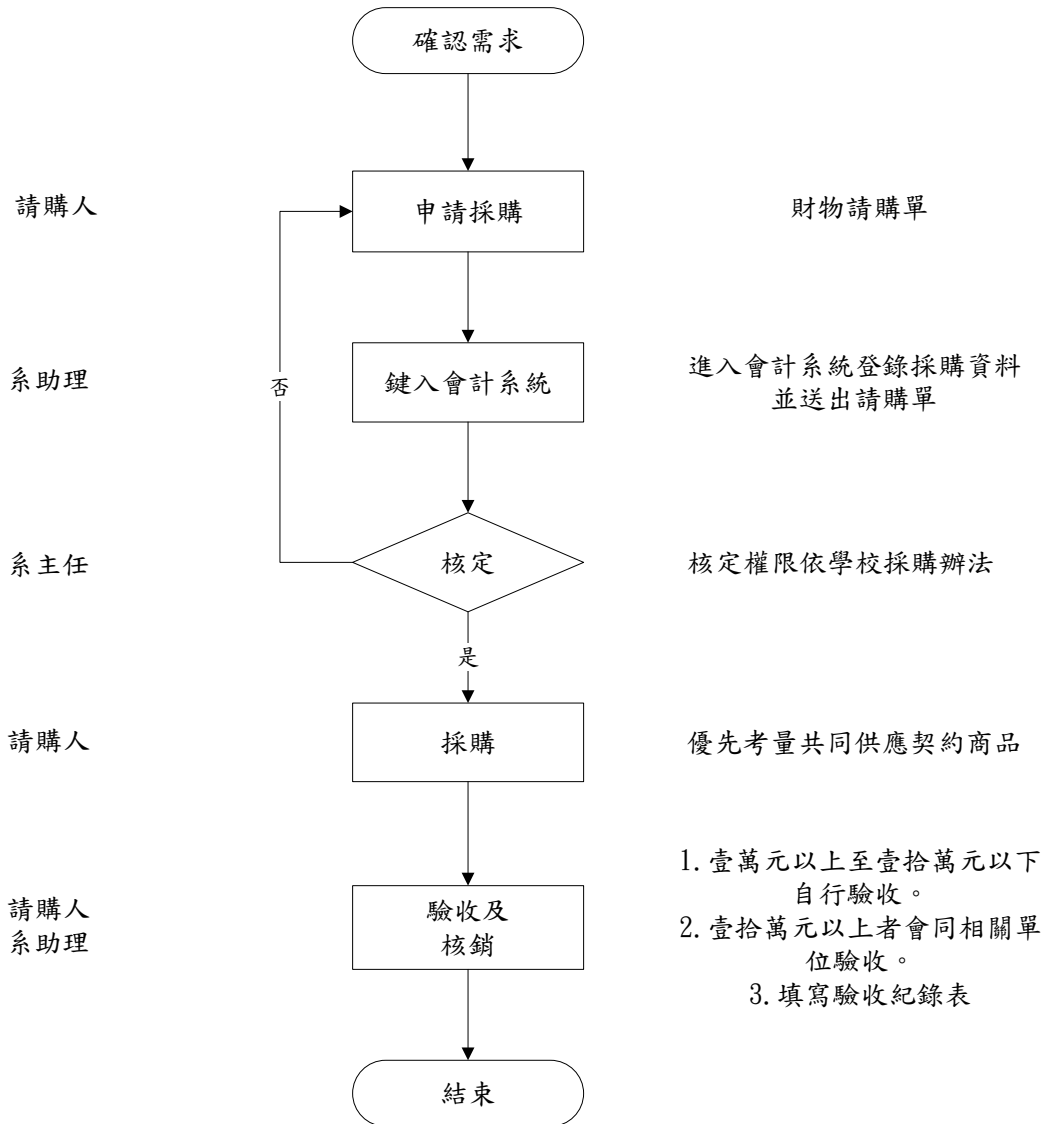 確認需求
請購人
申請採購
財物請購單
系助理
否
鍵入會計系統
進入會計系統登錄採購資料
並送出請購單
系主任
核定
核定權限依學校採購辦法
是
請購人
採購
優先考量共同供應契約商品
請購人
系助理
驗收及
核銷
1.壹萬元以上至壹拾萬元以下
自行驗收。
2.壹拾萬元以上者會同相關單
位驗收。
3.填寫驗收紀錄表
結束